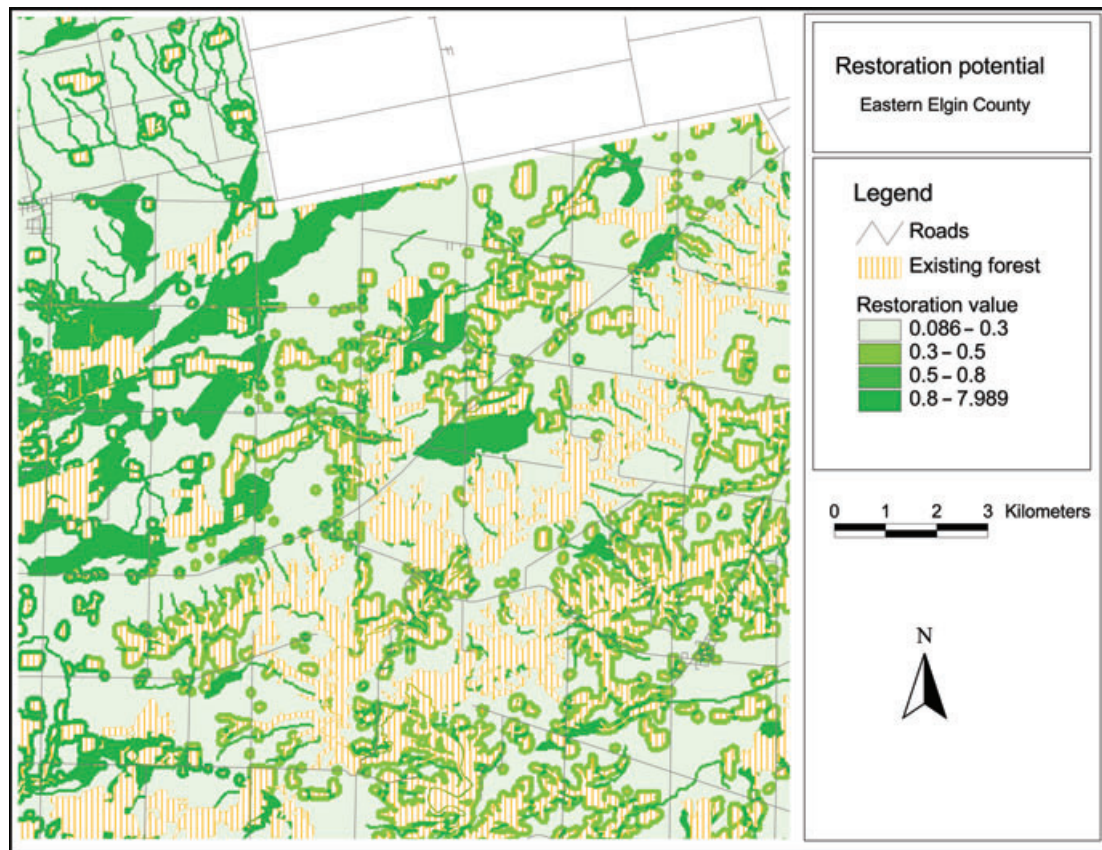 Restoration potential
Eastern Elgin County
Legend
Roads
Existing forest
Restoration value
0.086 – 0.3
0.3 – 0.5
0.5 – 0.8
0.8 – 7.989
0 1 2 3 Kilometers
N